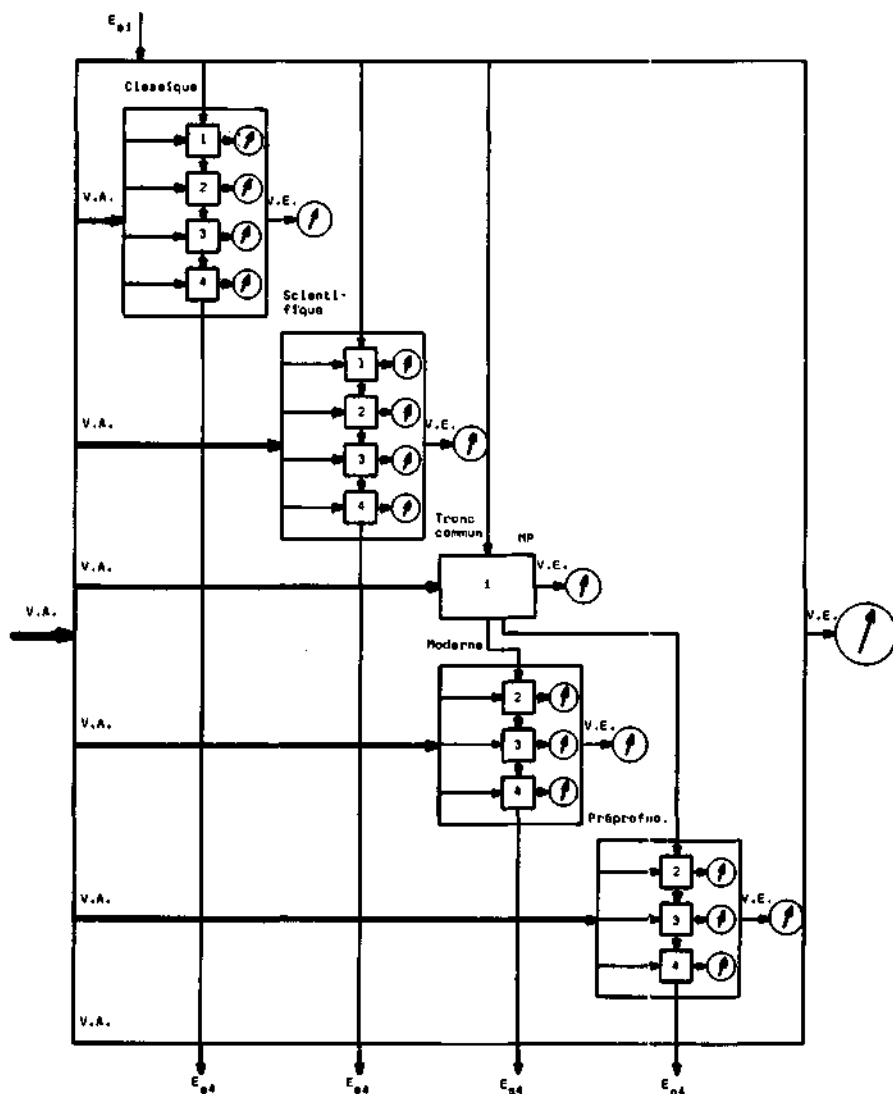 Classique
1
2
V.A.
V.E.
3
4
Scienti-
fique
1
2
V.A.
V.E.
3
4
Tronc
commun
MP
V.A.
V.E.
1
V.A.
V.E.
Moderne
2
V.A.
V.E.
3
4
Préprofes.
2
V.A.
V.E.
3
4
V.A.